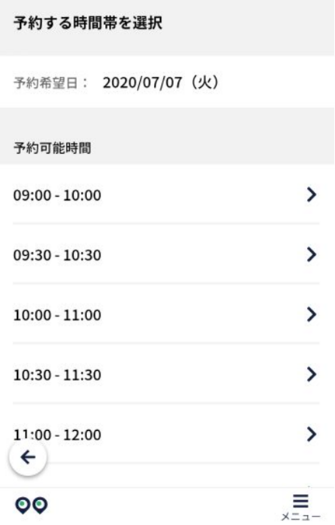 予約する時間帯を選択
予約希望日： 2020/07/07（火）
予約可能時間
09:00 - 10:00
09:30 - 10:30
10:00 - 11:00
10:30 - 11:30
11:00 - 12:00
メニュー